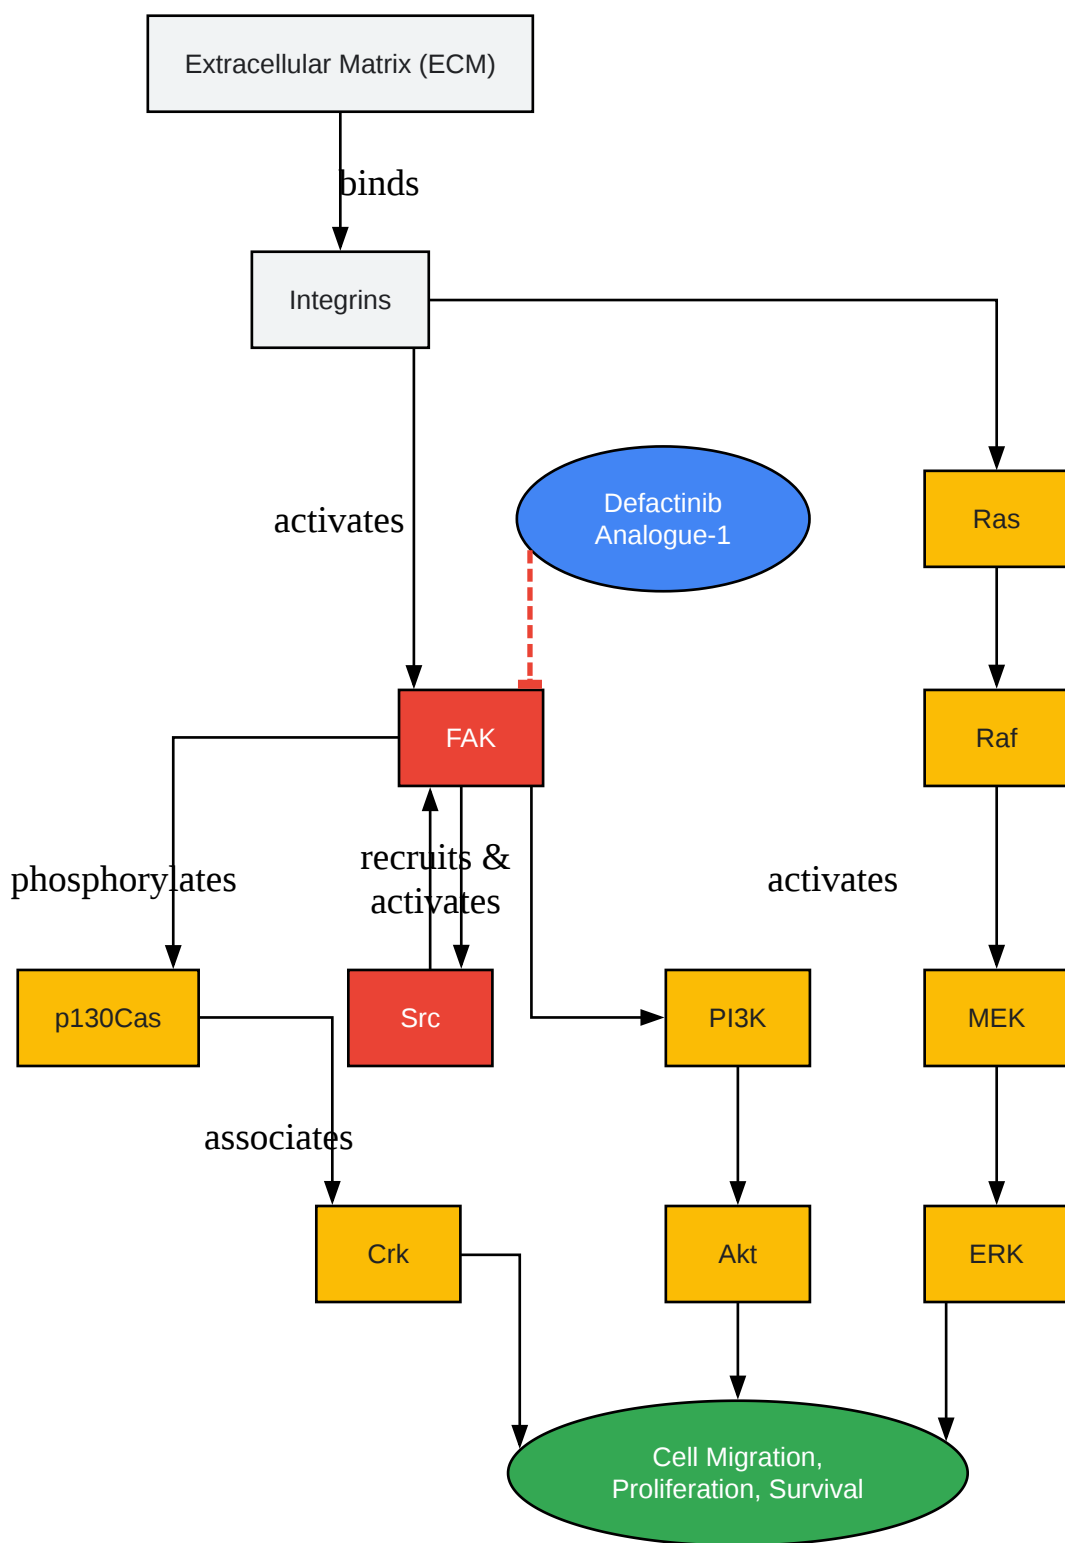 Extracellular Matrix (ECM)
binds
Integrins
activates
Defactinib
Analogue-1
Ras
FAK
Raf
phosphorylates
recruits &
activates
activates
p130Cas
Src
PI3K
MEK
associates
Crk
Akt
ERK
Cell Migration,
Proliferation, Survival